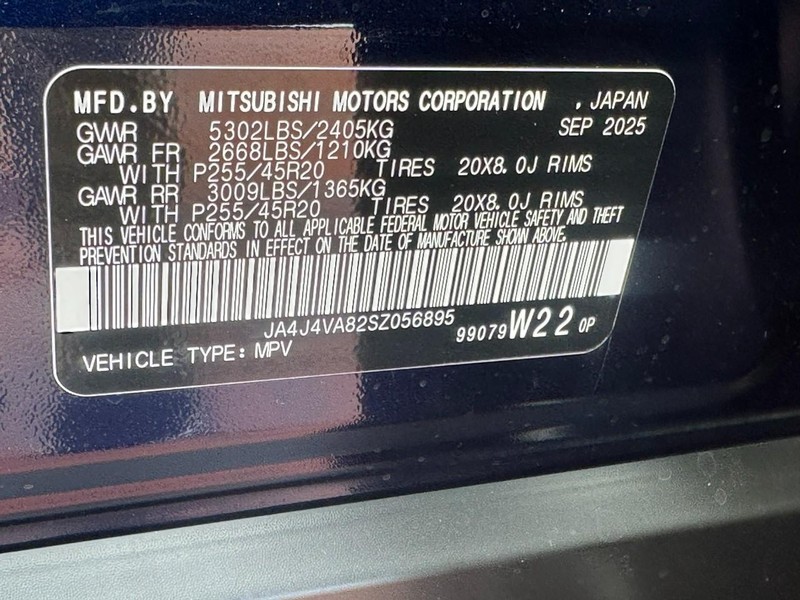 MFD.BY MITSUBISHI MOTORS CORPORATION , JAPAN
GVWR 5302LBS/2405KG SEP 2025
GAWR FR 2668LBS/1210KG
WITH P255/45R20 TIRES 20X8.0J RIMS
GAWR RR 3009LBS/1365KG
WITH P255/45R20 TIRES 20X8.0J RIMS
THIS VEHICLE CONFORMS TO ALL APPLICABLE FEDERAL MOTOR VEHICLE SAFETY AND THEFT
PREVENTION STANDARDS IN EFFECT ON THE DATE OF MANUFACTURE SHOWN ABOVE.
JA4J4VA82SZ056895
99079 W22 0P
VEHICLE TYPE: MPV